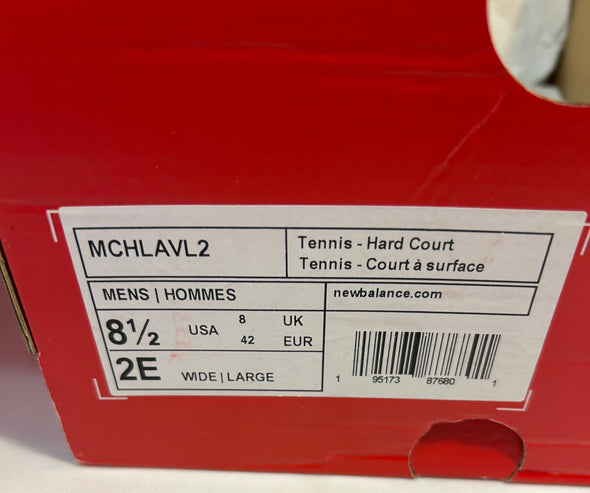 MCHLAVL2
Tennis - Hard Court
Tennis - Court à surface
MENS | HOMMES
newbalance.com
8½ USA 8 UK
42 EUR
2E WIDE | LARGE
1 95173 87680 1